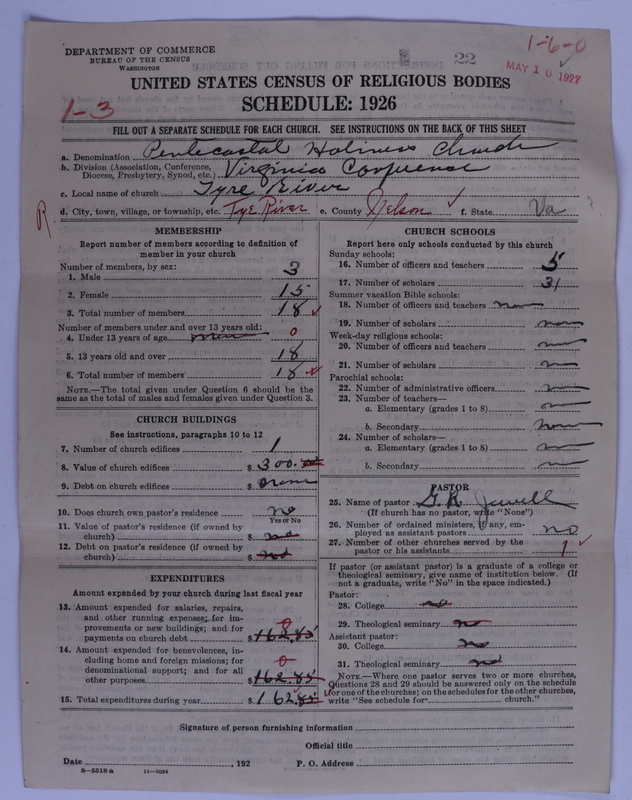 1-6-0
DEPARTMENT OF COMMERCE
BUREAU OF THE CENSUS
WASHINGTON
22
MAY 10 1927
UNITED STATES CENSUS OF RELIGIOUS BODIES
1-3
SCHEDULE: 1926
FILL OUT A SEPARATE SCHEDULE FOR EACH CHURCH. SEE INSTRUCTIONS ON THE BACK OF THIS SHEET
a. Denomination Pentecostal Holiness Church
b. Division (Association, Conference, Diocese, Presbytery, Synod, etc.) Virginia Conference
c. Local name of church Tyre River
R. d. City, town, village, or township, etc. Tye River e. County Nelson f. State Va
MEMBERSHIP
Report number of members according to definition of
member in your church
Number of members, by sex:
1. Male 3
2. Female 15
3. Total number of members 18
Number of members under and over 13 years old:
4. Under 13 years of age 0
5. 13 years old and over 18
6. Total number of members 18
NOTE.—The total given under Question 6 should be the
same as the total of males and females given under Question 3.
CHURCH BUILDINGS
See instructions, paragraphs 10 to 12
7. Number of church edifices 1
8. Value of church edifices $ 300.
9. Debt on church edifices $ none
10. Does church own pastor's residence? no
Yes or No
11. Value of pastor's residence (if owned by
church) $ no
12. Debt on pastor's residence (if owned by
church) $ no
EXPENDITURES
Amount expended by your church during last fiscal year
13. Amount expended for salaries, repairs,
and other running expenses; for im-
provements or new buildings; and for
payments on church debt $ 162.85 0
14. Amount expended for benevolences, in-
cluding home and foreign missions; for
denominational support; and for all
other purposes $ 162.85 0
15. Total expenditures during year $ 162.85
CHURCH SCHOOLS
Report here only schools conducted by this church
Sunday schools:
16. Number of officers and teachers 5
17. Number of scholars 31
Summer vacation Bible schools:
18. Number of officers and teachers
19. Number of scholars
Week-day religious schools:
20. Number of officers and teachers
21. Number of scholars
Parochial schools:
22. Number of administrative officers
23. Number of teachers—
a. Elementary (grades 1 to 8)
b. Secondary
24. Number of scholars—
a. Elementary (grades 1 to 8)
b. Secondary
PASTOR
25. Name of pastor G. R. Jewell
(If church has no pastor, write "None")
26. Number of ordained ministers, if any, em-
ployed as assistant pastors no
27. Number of other churches served by the
pastor or his assistants 1
If pastor (or assistant pastor) is a graduate of a college or
theological seminary, give name of institution below. (If
not a graduate, write "No" in the space indicated.)
Pastor:
28. College no
29. Theological seminary no
Assistant pastor:
30. College no
31. Theological seminary no
NOTE.—Where one pastor serves two or more churches,
Questions 28 and 29 should be answered only on the schedule
for one of the churches; on the schedules for the other churches,
write "See schedule for church."
Signature of person furnishing information
Official title
Date , 192 P. O. Address
8-5518a 11-9054